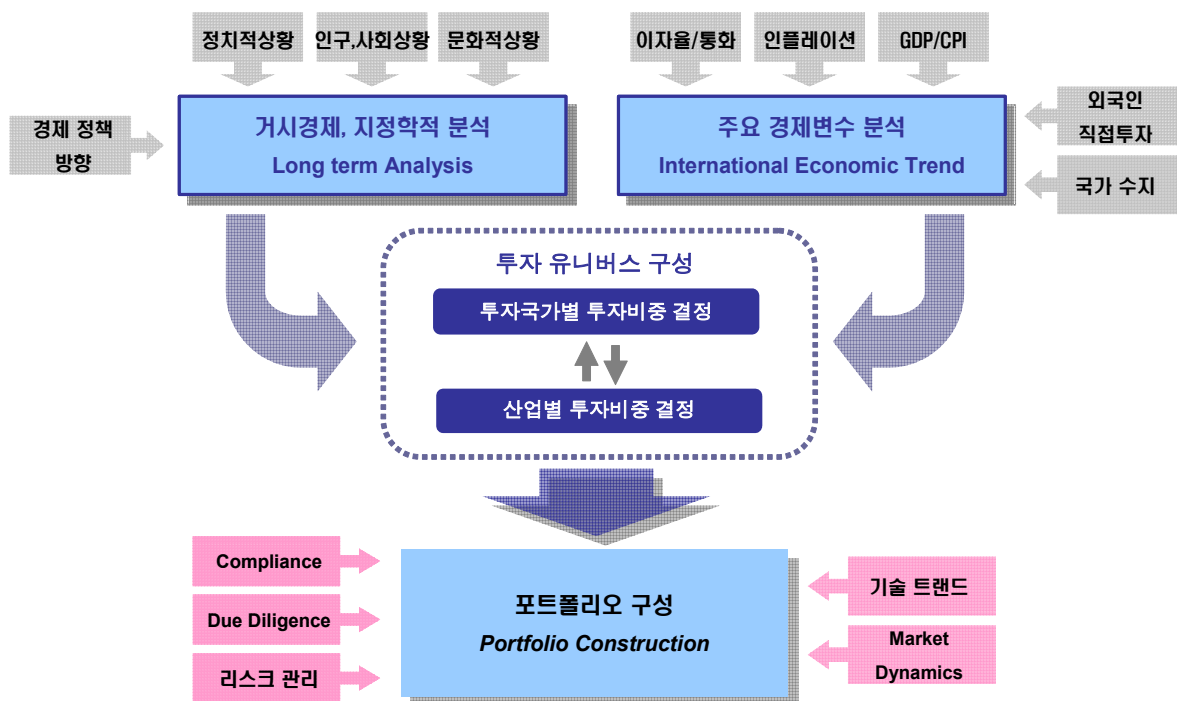 정치적상황
인구,사회상황
문화적상황
이자율/통화
인플레이션
GDP/CPI
경제 정책
방향
거시경제, 지정학적 분석
Long term Analysis
주요 경제변수 분석
International Economic Trend
외국인
직접투자
국가 수지
투자 유니버스 구성
투자국가별 투자비중 결정
산업별 투자비중 결정
Compliance
Due Diligence
리스크 관리
포트폴리오 구성
Portfolio Construction
기술 트랜드
Market
Dynamics